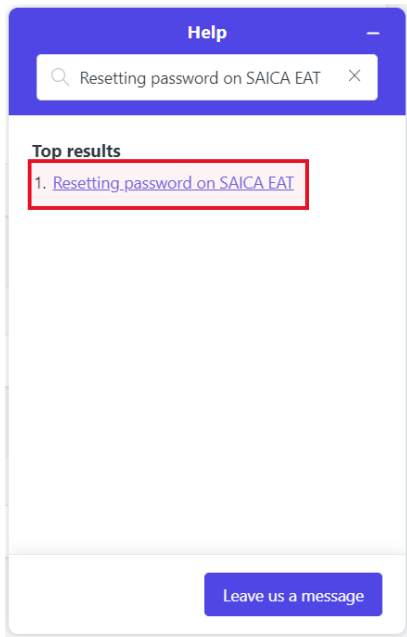 Help
Resetting password on SAICA EAT
Top results
1. Resetting password on SAICA EAT
Leave us a message